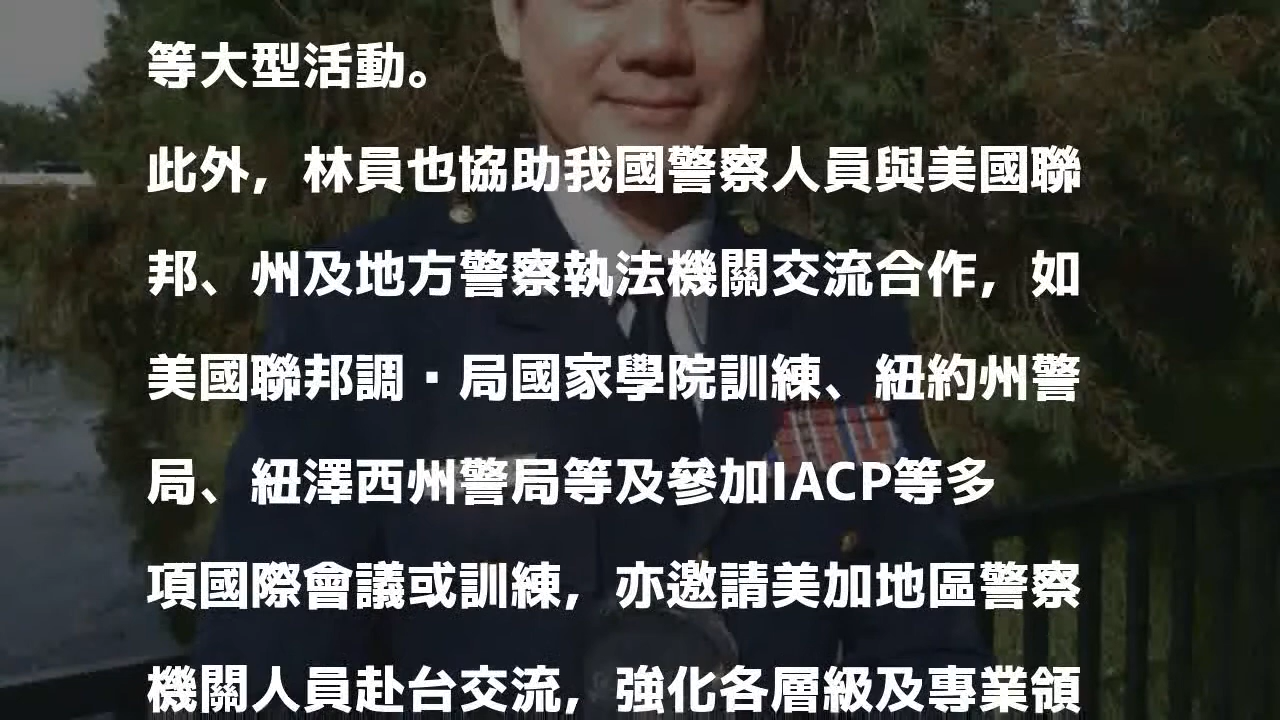 等大型活動。
此外，林員也協助我國警察人員與美國聯
邦、州及地方警察執法機關交流合作，如
美國聯邦調·局國家學院訓練、紐約州警
局、紐澤西州警局等及參加IACP等多
項國際會議或訓練，亦邀請美加地區警察
機關人員赴台交流，強化各層級及專業領